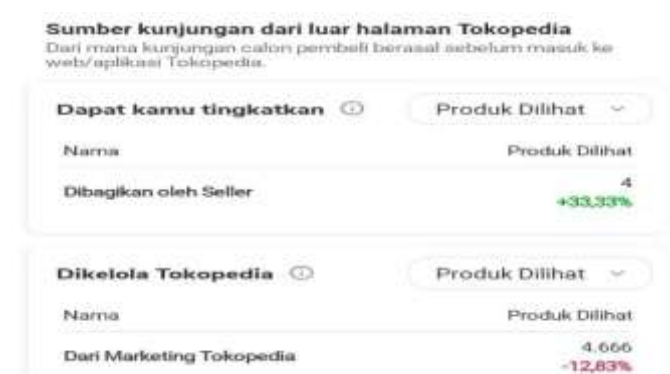 Sumber kunjungan dari luar halaman Tokopedia
Dari mana kunjungan calon pembeli berasal sebelum masuk ke
web/aplikasi Tokopedia.
Dapat kamu tingkatkan Produk Dilihat
Nama Produk Dilihat
Dibagikan oleh Seller 4
+33,33%
Dikelola Tokopedia Produk Dilihat
Nama Produk Dilihat
Dari Marketing Tokopedia 4.666
-12,83%